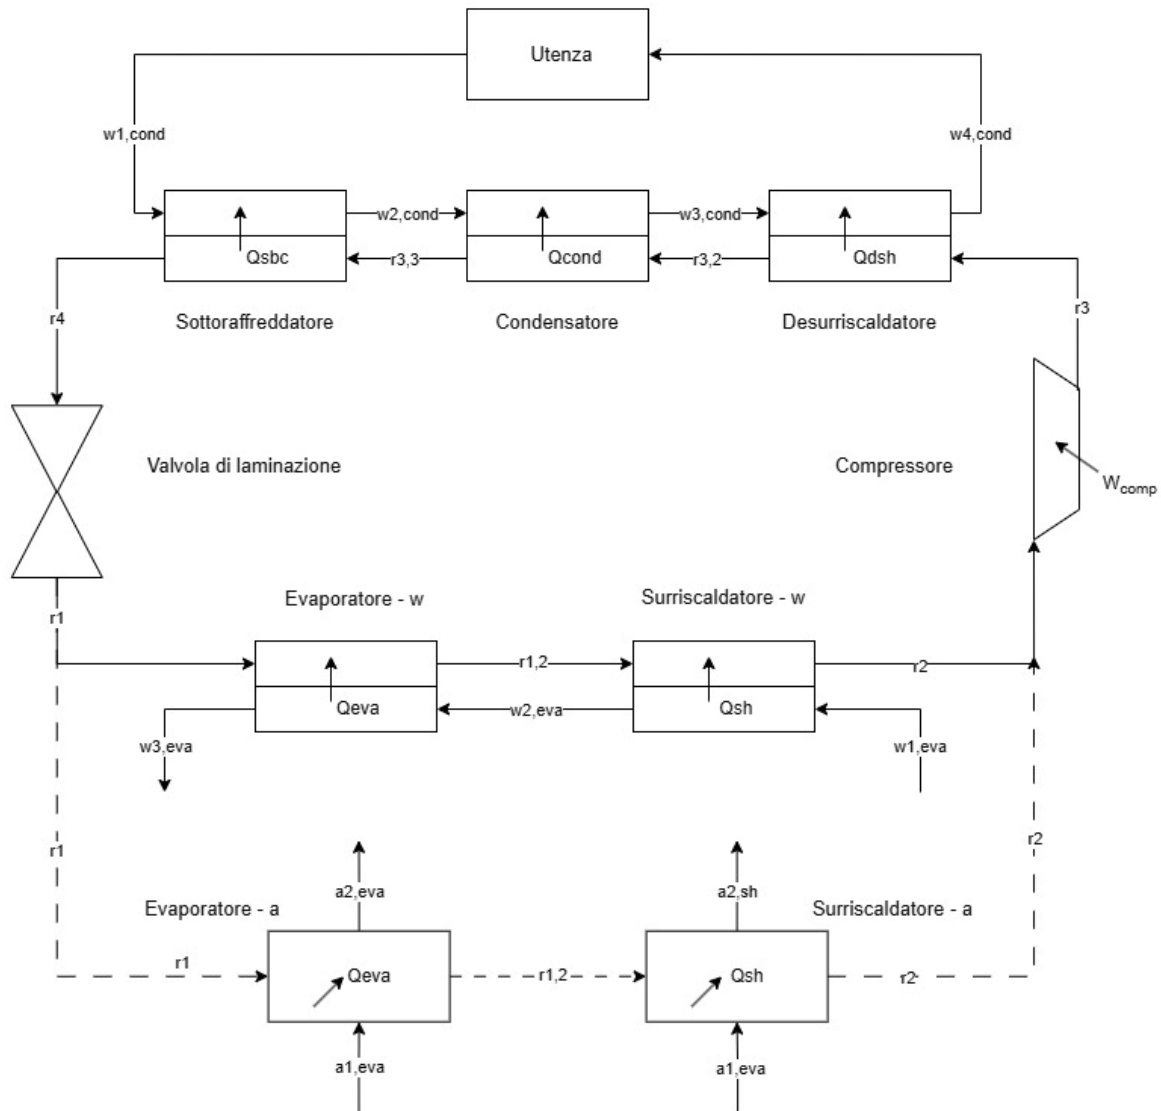 Utenza
w1,cond
w4,cond
w2,cond
w3,cond
Qsbc
r3,3
Qcond
r3,2
Qdsh
r4
Sottoraffreddatore
Condensatore
Desurriscaldatore
r3
Valvola di laminazione
Compressore
Wcomp
r1
Evaporatore - w
Surriscaldatore - w
r1,2
r2
Qeva
w2,eva
Qsh
w3,eva
w1,eva
r1
r2
a2,eva
a2,sh
Evaporatore - a
Surriscaldatore - a
r1
Qeva
r1,2
Qsh
r2
a1,eva
a1,eva